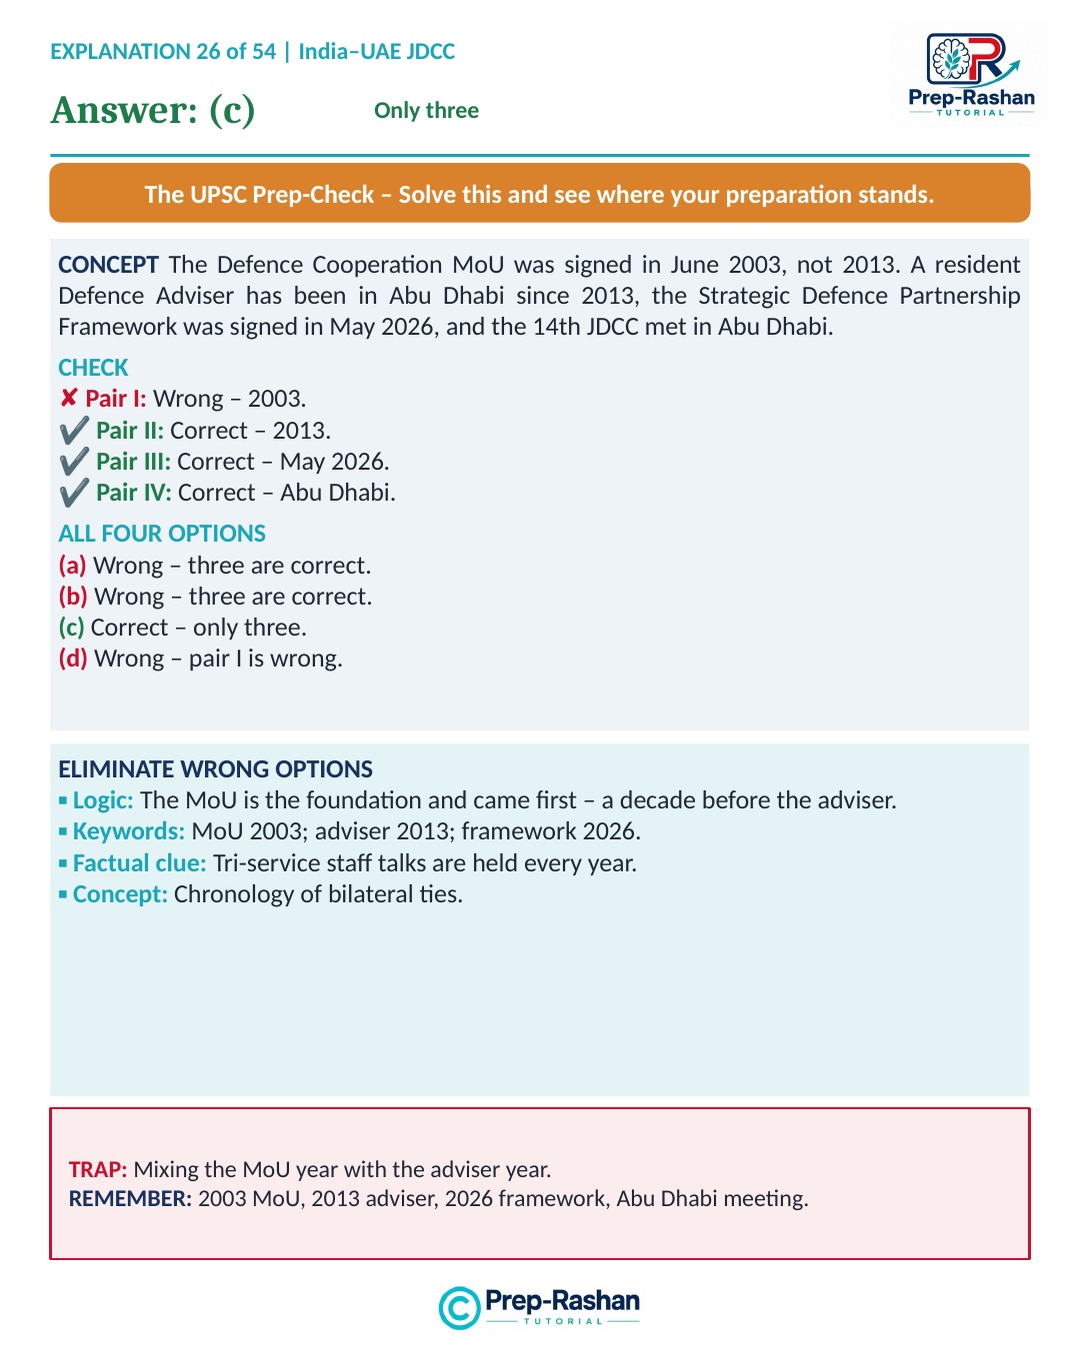 EXPLANATION 26 of 54 | India–UAE JDCC
Prep-Rashan
TUTORIAL
Answer: (c) Only three
The UPSC Prep-Check – Solve this and see where your preparation stands.
CONCEPT The Defence Cooperation MoU was signed in June 2003, not 2013. A resident
Defence Adviser has been in Abu Dhabi since 2013, the Strategic Defence Partnership
Framework was signed in May 2026, and the 14th JDCC met in Abu Dhabi.
CHECK
✘ Pair I: Wrong – 2003.
✔ Pair II: Correct – 2013.
✔ Pair III: Correct – May 2026.
✔ Pair IV: Correct – Abu Dhabi.
ALL FOUR OPTIONS
(a) Wrong – three are correct.
(b) Wrong – three are correct.
(c) Correct – only three.
(d) Wrong – pair I is wrong.
ELIMINATE WRONG OPTIONS
▪ Logic: The MoU is the foundation and came first – a decade before the adviser.
▪ Keywords: MoU 2003; adviser 2013; framework 2026.
▪ Factual clue: Tri-service staff talks are held every year.
▪ Concept: Chronology of bilateral ties.
TRAP: Mixing the MoU year with the adviser year.
REMEMBER: 2003 MoU, 2013 adviser, 2026 framework, Abu Dhabi meeting.
© Prep-Rashan
TUTORIAL